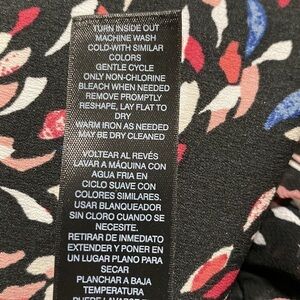 TURN INSIDE OUT
MACHINE WASH
COLD-WITH SIMILAR
COLORS
GENTLE CYCLE
ONLY NON-CHLORINE
BLEACH WHEN NEEDED
REMOVE PROMPTLY
RESHAPE, LAY FLAT TO
DRY
WARM IRON AS NEEDED
MAY BE DRY CLEANED
VOLTEAR AL REVÉS
LAVAR A MÁQUINA CON
AGUA FRIA EN
CICLO SUAVE CON
COLORES SIMILARES.
USAR BLANQUEADOR
SIN CLORO CUANDO SE
NECESITE.
RETIRAR DE INMEDIATO
EXTENDER Y PONER EN
UN LUGAR PLANO PARA
SECAR
PLANCHAR A BAJA
TEMPERATURA